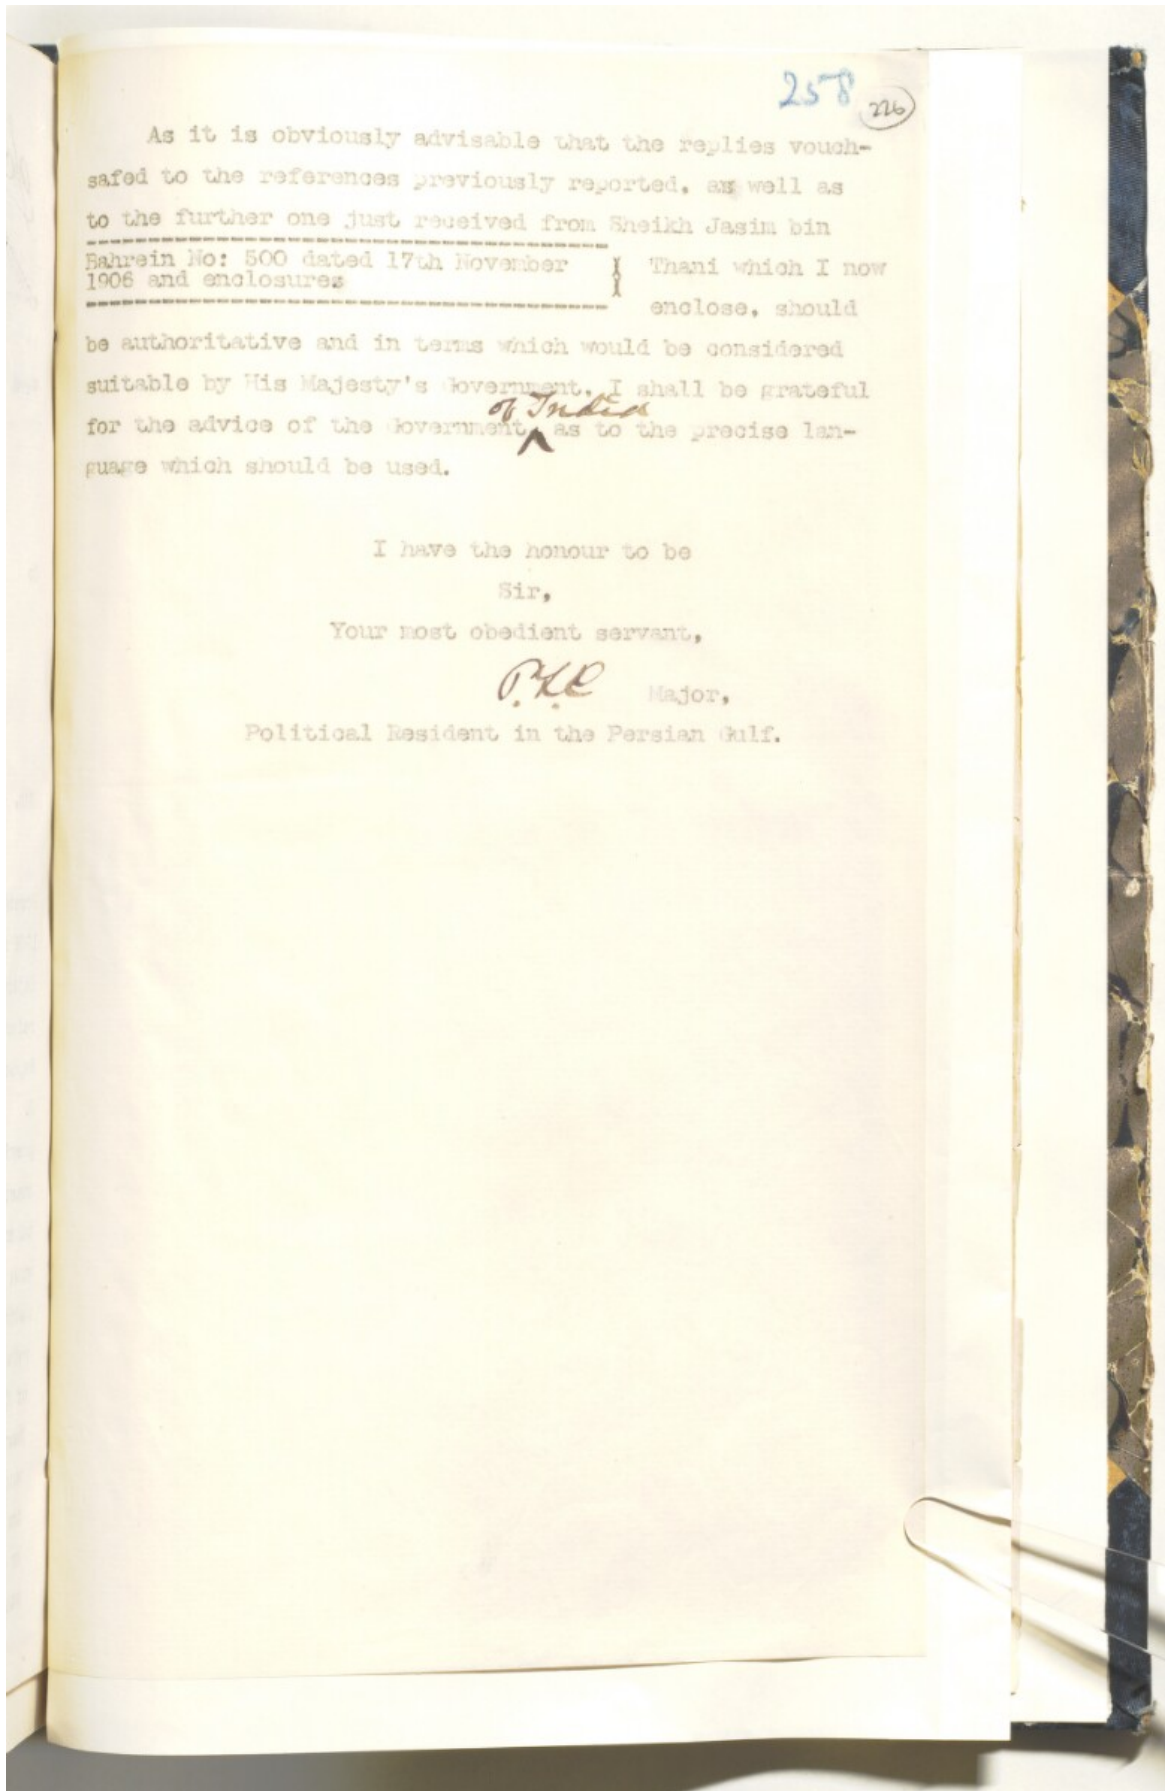 258
226
As it is obviously advisable that the replies vouch-
safed to the references previously reported, as well as
to the further one just received from Sheikh Jasim bin
Bahrein No: 500 dated 17th November
1906 and enclosures
Thani which I now
enclose, should
be authoritative and in terms which would be considered
suitable by His Majesty's Government, I shall be grateful
of India
for the advice of the Government as to the precise lan-
guage which should be used.
I have the honour to be
Sir,
Your most obedient servant,
Major,
Political Resident in the Persian Gulf.